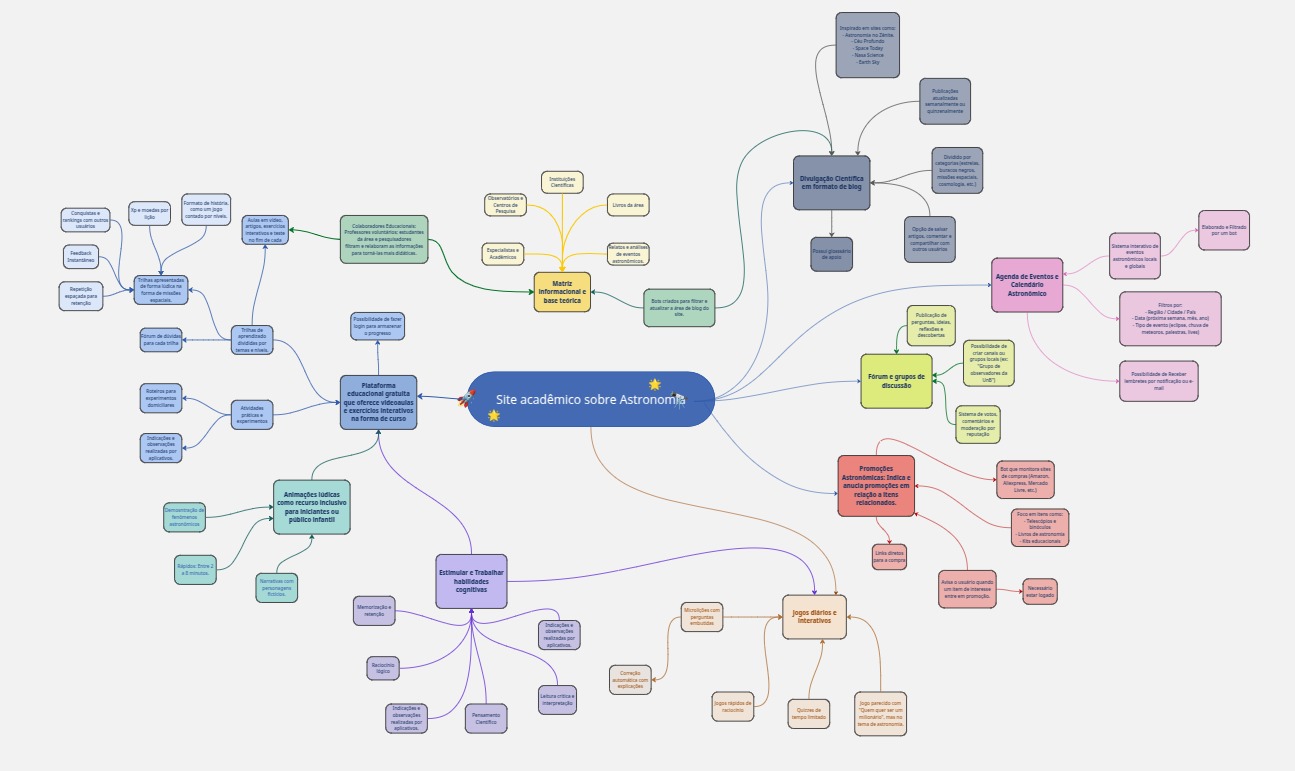 Inspirado em sites como:
- Astronomia no Zênite.
- Céu Profundo
- Space Today
- Nasa Science
- Earth Sky
Publicações
atualizadas
semanalmente ou
quinzenalmente
Divulgação Científica
em formato de blog
Dividido por
categorias (estrelas,
buracos negros,
missões espaciais,
cosmologia, etc.)
Opção de salvar
artigos, comentar e
compartilhar com
outros usuários
Possui glossário
de apoio
Instituições
Científicas
Observatórios e
Centros de
Pesquisa
Livros da área
Especialistas e
Acadêmicos
Relatos e análises
de eventos
astronômicos.
Matriz
informacional e
base teórica
Bots criados para filtrar e
atualizar a área de blog do
site.
Colaboradores Educacionais:
Professores voluntários; estudantes
da área e pesquisadores
filtram e relaboram as informações
para torná-las mais didáticas.
Aulas em vídeo,
artigos, exercícios
interativos e teste
no fim de cada
Formato de história,
como um jogo
contado por níveis.
Xp e moedas por
lição
Conquistas e
rankings com outros
usuários
Feedback
Instantâneo
Repetição
espaçada para
retenção
Trilhas apresentadas
de forma lúdica na
forma de missões
espaciais.
Fórum de dúvidas
para cada trilha
Trilhas de
aprendizado
divididas por
temas e níveis.
Possibilidade de fazer
login para armazenar
o progresso
Plataforma
educacional gratuita
que oferece videoaulas
e exercícios interativos
na forma de curso
Roteiros para
experimentos
domiciliares
Atividades
práticas e
experimentos
Indicações e
observações
realizadas por
aplicativos.
Site acadêmico sobre Astronom
Agenda de Eventos e
Calendário
Astronômico
Sistema interativo de
eventos
astronômicos locais
e globais
Elaborado e Filtrado
por um bot
Filtros por:
- Região / Cidade / País
- Data (próxima semana, mês, ano)
- Tipo de evento (eclipse, chuva de
meteoros, palestras, lives)
Possibilidade de Receber
lembretes por notificação ou e-
mail
Publicação de
perguntas, ideias,
reflexões e
descobertas
Fórum e grupos de
discussão
Possibilidade de
criar canais ou
grupos locais (ex:
"Grupo de
observadores da
UnB")
Sistema de votos,
comentários e
moderação por
reputação
Promoções
Astronômicas: Indica e
anucia promoções em
relação a itens
relacionados.
Bot que monitora sites
de compras (Amazon,
Aliexpress, Mercado
Livre, etc.)
Foco em itens como:
- Telescópios e
binóculos
- Livros de astronomia
- Kits educacionais
Links diretos
para a compra
Avisa o usuário quando
um item de interesse
entre em promoção.
Necessário
estar logado
Animações lúdicas
como recurso inclusivo
para iniciantes ou
público infantil
Demonstração de
fenômenos
astronômicos
Rápidos: Entre 2
a 8 minutos.
Narrativas com
personagens
fictícios.
Estimular e Trabalhar
habilidades
cognitivas
Memorização e
retenção
Raciocínio
lógico
Indicações e
observações
realizadas por
aplicativos.
Pensamento
Científico
Leitura crítica e
interpretação
Indicações e
observações
realizadas por
aplicativos.
Jogos diários e
interativos
Microlições com
perguntas
embutidas
Correção
automática com
explicações
Jogos rápidos de
raciocínio
Quizzes de
tempo limitado
Jogo parecido com
"Quem quer ser um
milionário", mas no
tema de astronomia.